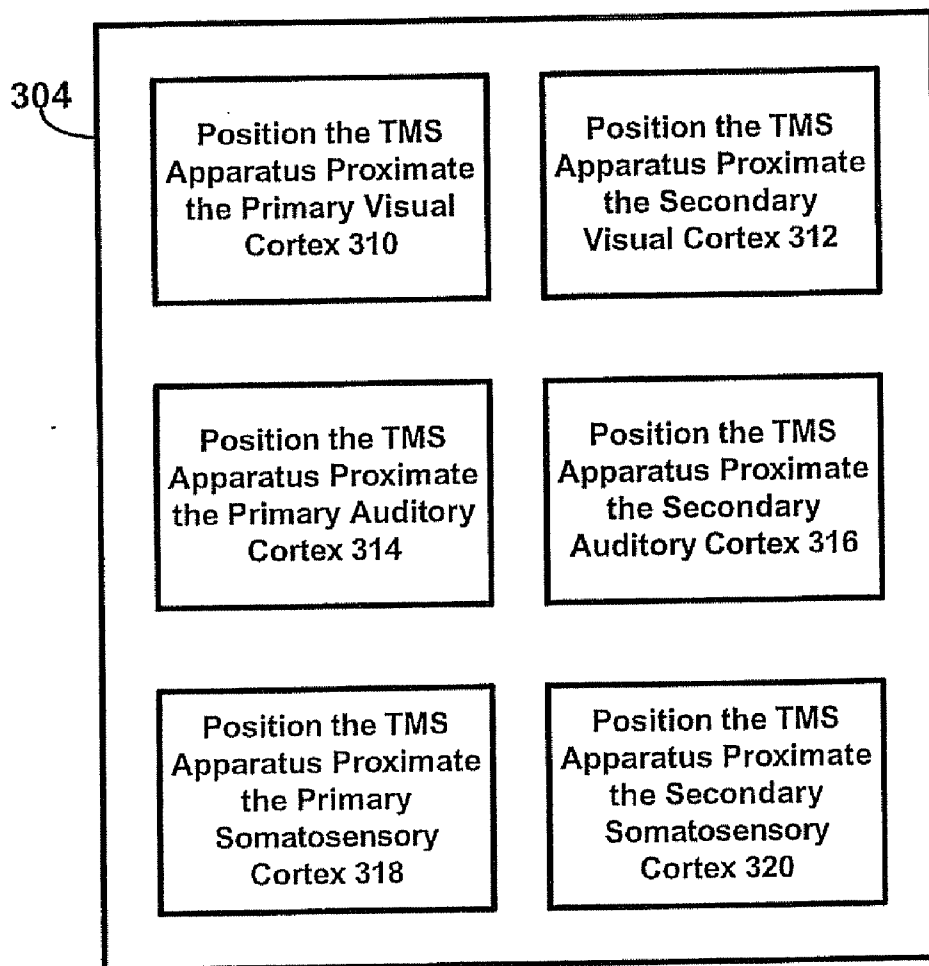 304
Position the TMS
Apparatus Proximate
the Primary Visual
Cortex 310
Position the TMS
Apparatus Proximate
the Secondary
Visual Cortex 312
Position the TMS
Apparatus Proximate
the Primary Auditory
Cortex 314
Position the TMS
Apparatus Proximate
the Secondary
Auditory Cortex 316
Position the TMS
Apparatus Proximate
the Primary
Somatosensory
Cortex 318
Position the TMS
Apparatus Proximate
the Secondary
Somatosensory
Cortex 320